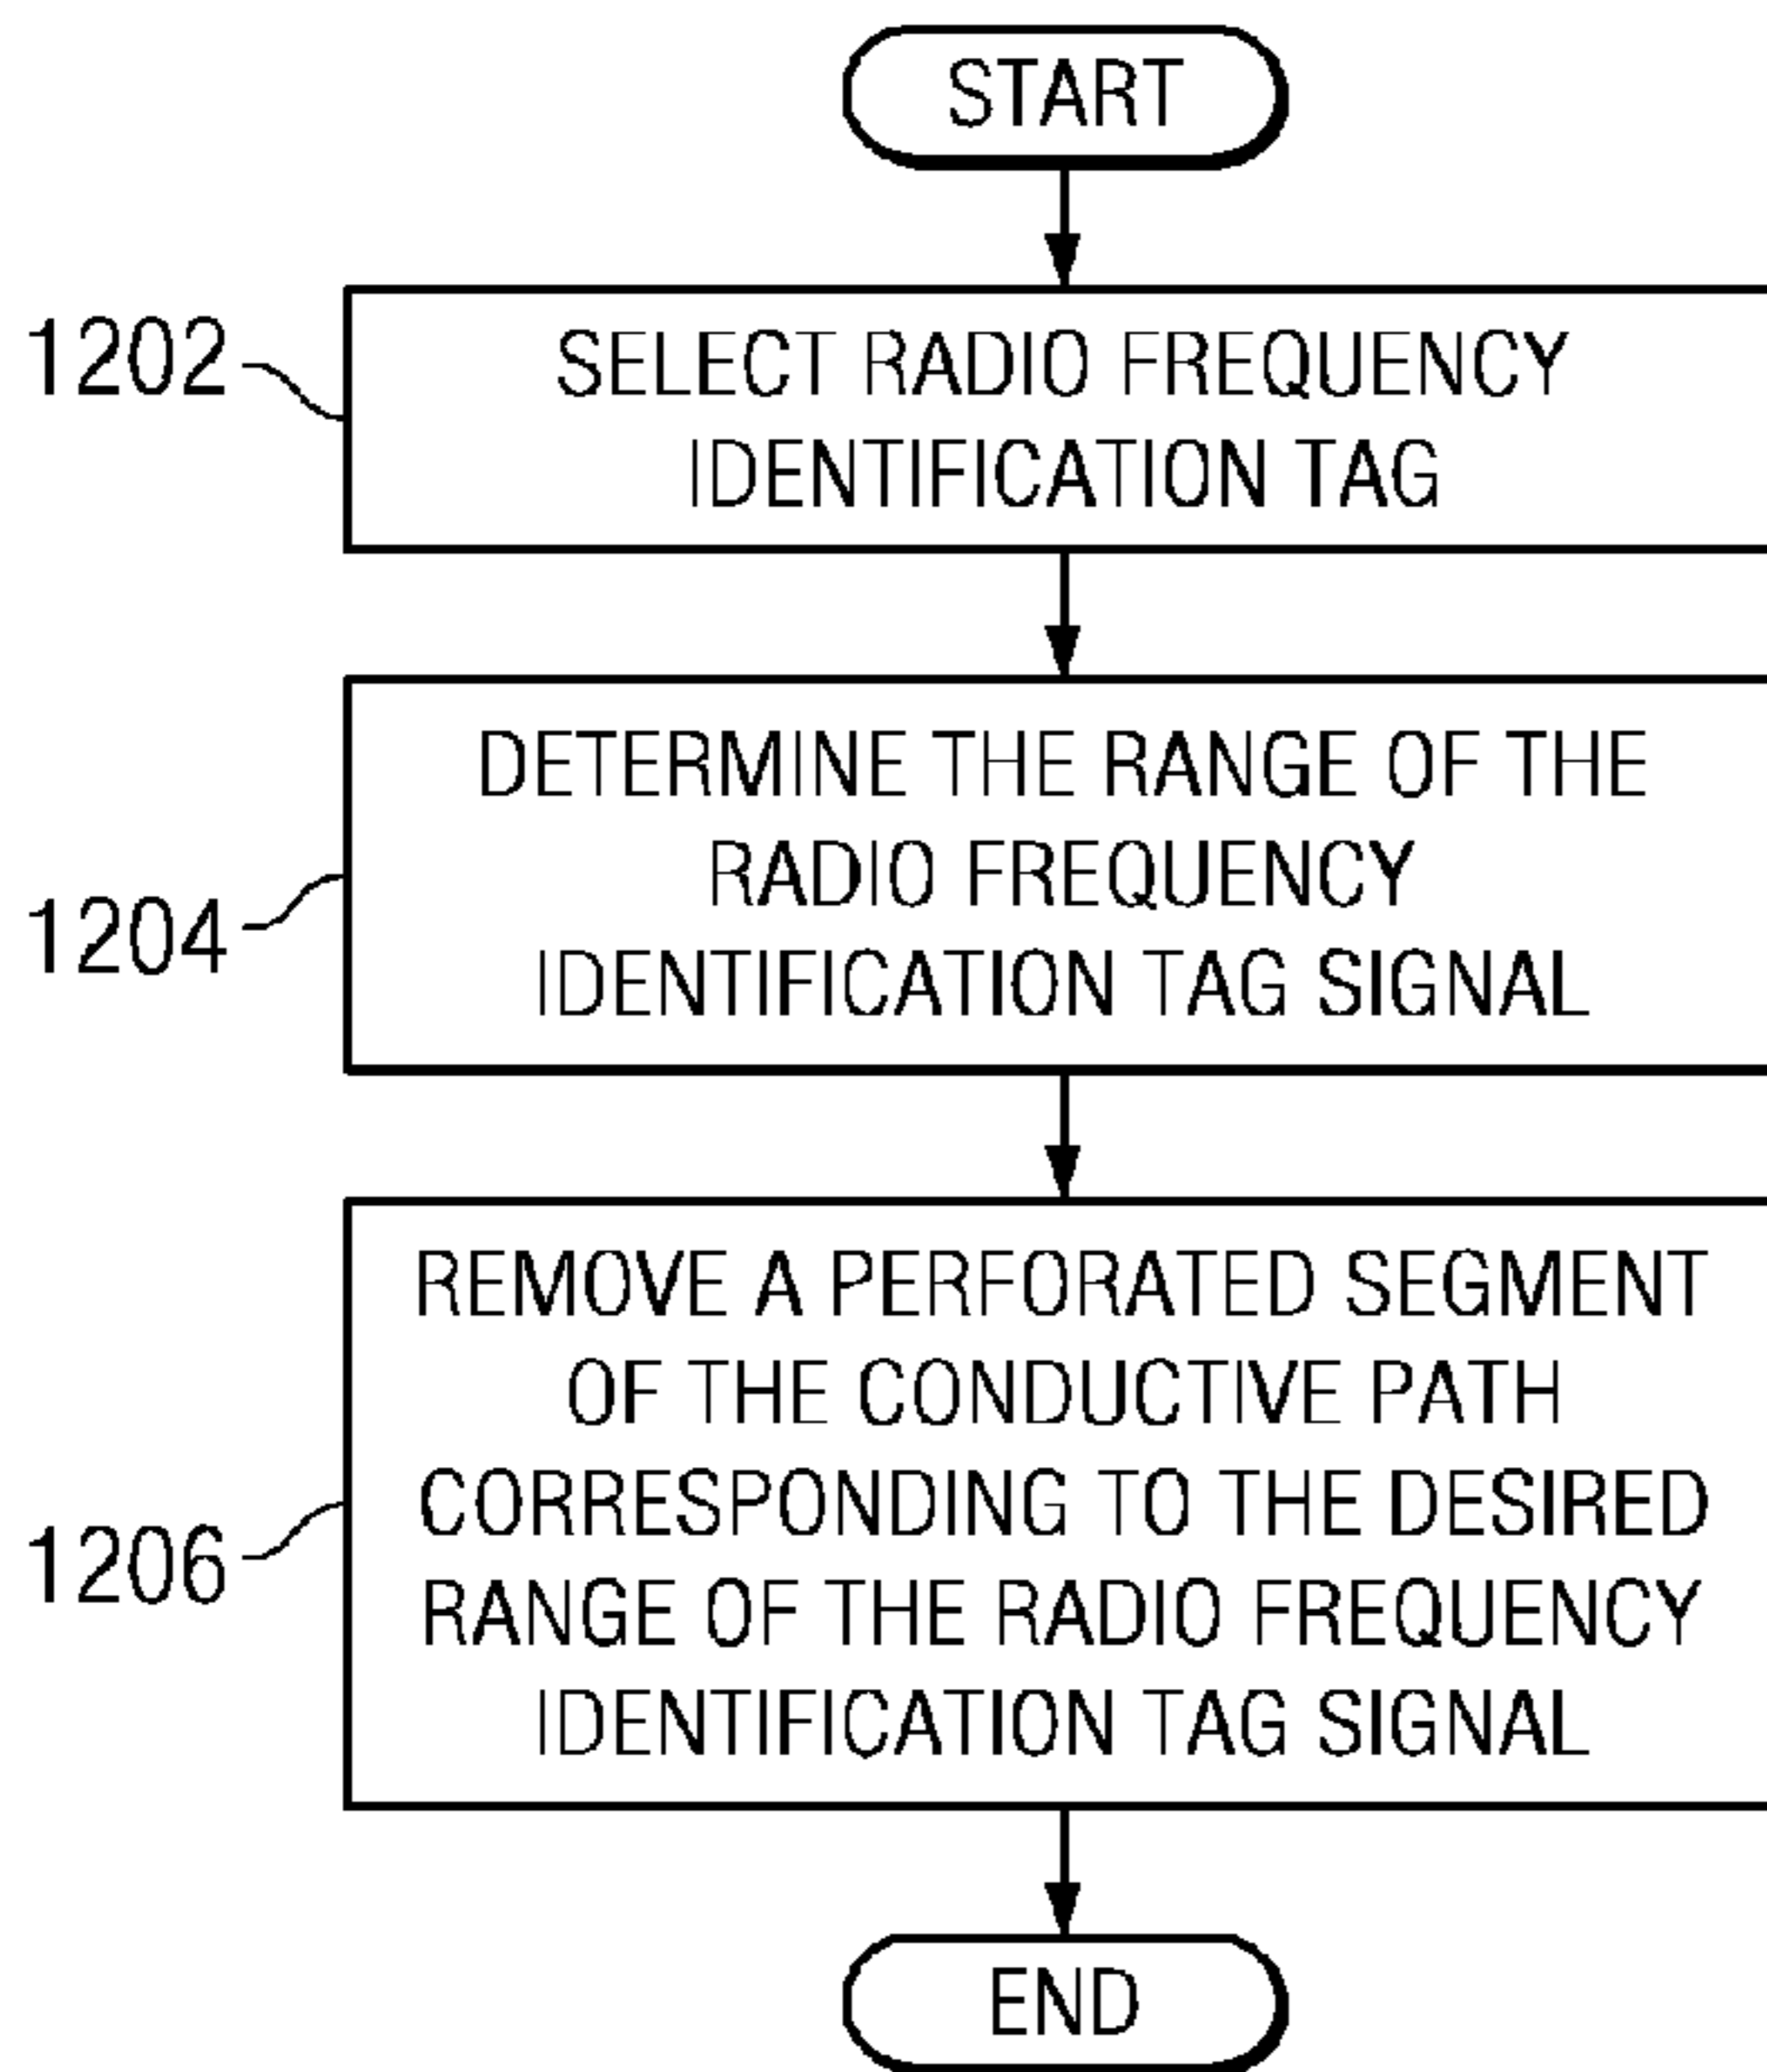 START
1202
SELECT RADIO FREQUENCY
IDENTIFICATION TAG
1204
DETERMINE THE RANGE OF THE
RADIO FREQUENCY
IDENTIFICATION TAG SIGNAL
1206
REMOVE A PERFORATED SEGMENT
OF THE CONDUCTIVE PATH
CORRESPONDING TO THE DESIRED
RANGE OF THE RADIO FREQUENCY
IDENTIFICATION TAG SIGNAL
END